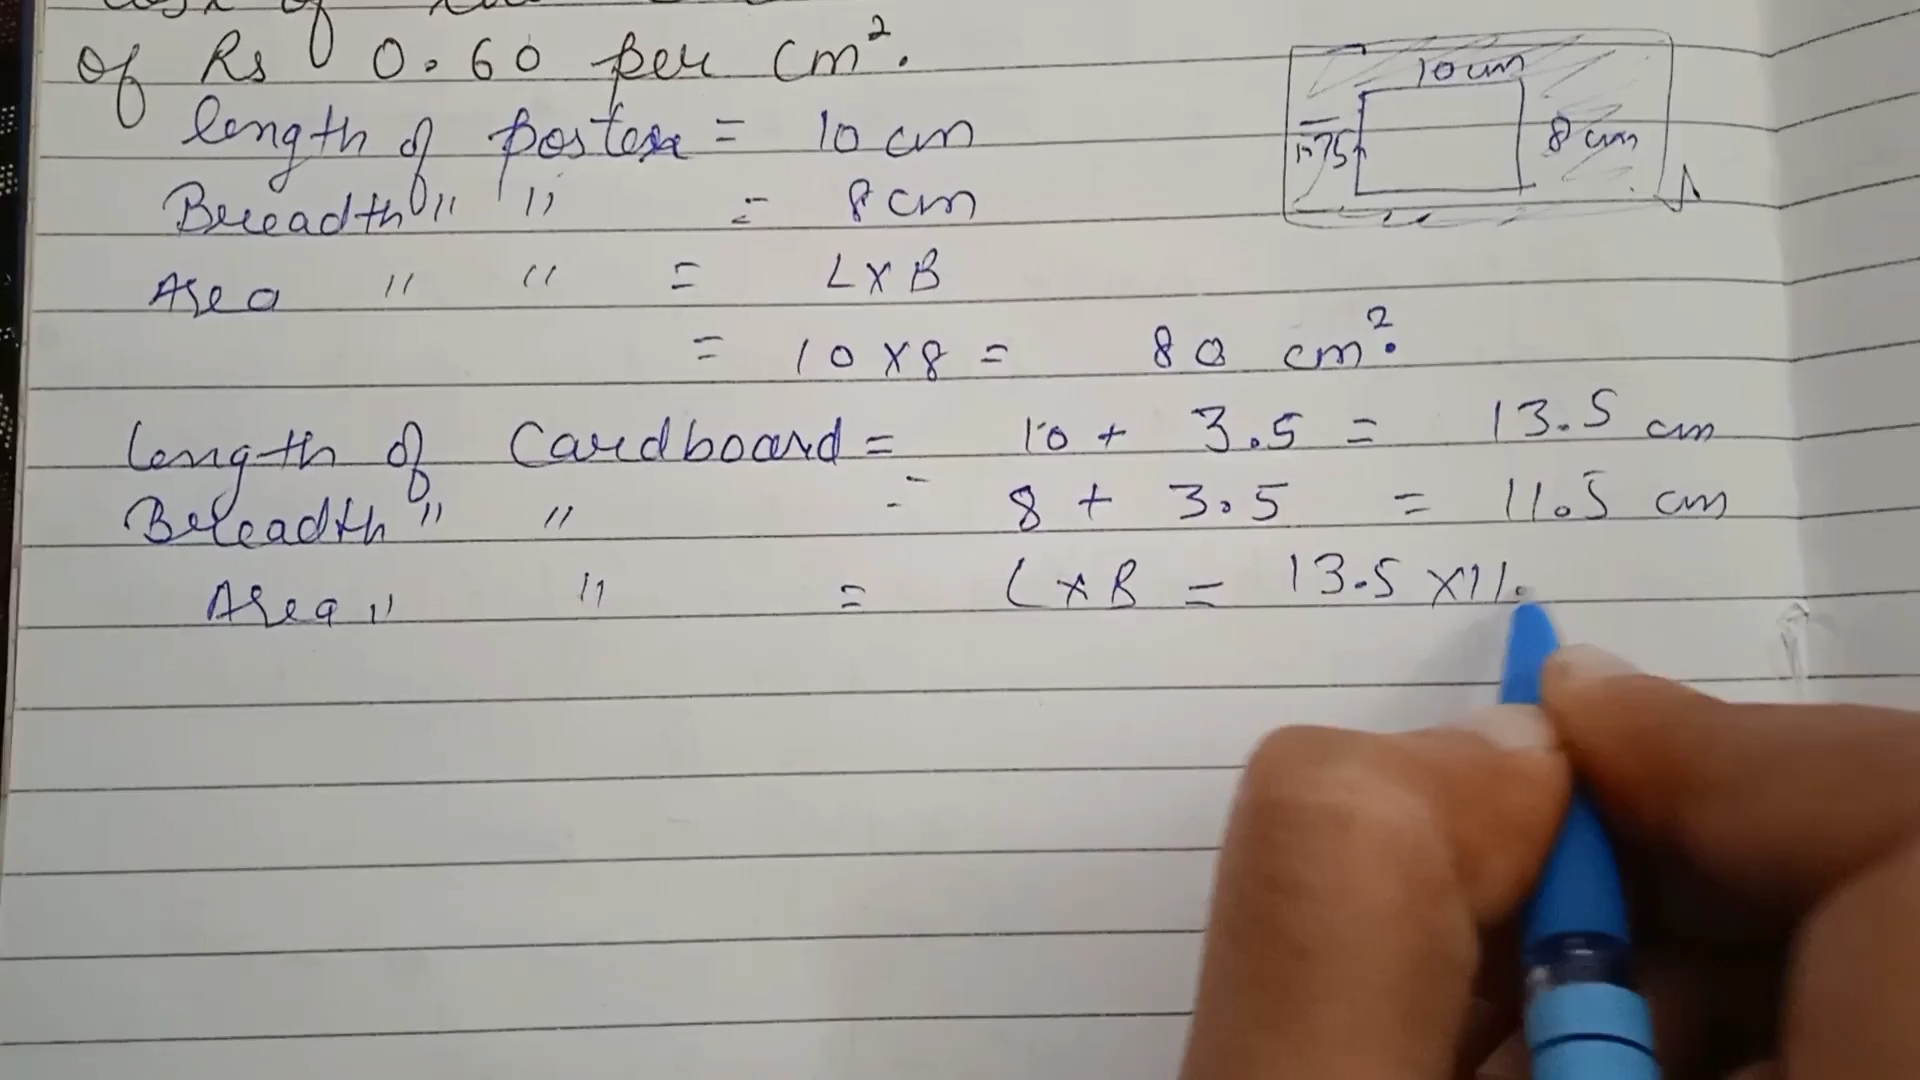 of Rs 0.60 per cm².
length of poster = 10 cm
Breadth " " = 8 cm
Area " " = L×B
= 10×8 = 80 cm².
length of Cardboard = 10 + 3.5 = 13.5 cm
Breadth " " = 8 + 3.5 = 11.5 cm
Area " " = L×B = 13.5 ×11.
10 cm
1.75
8 cm